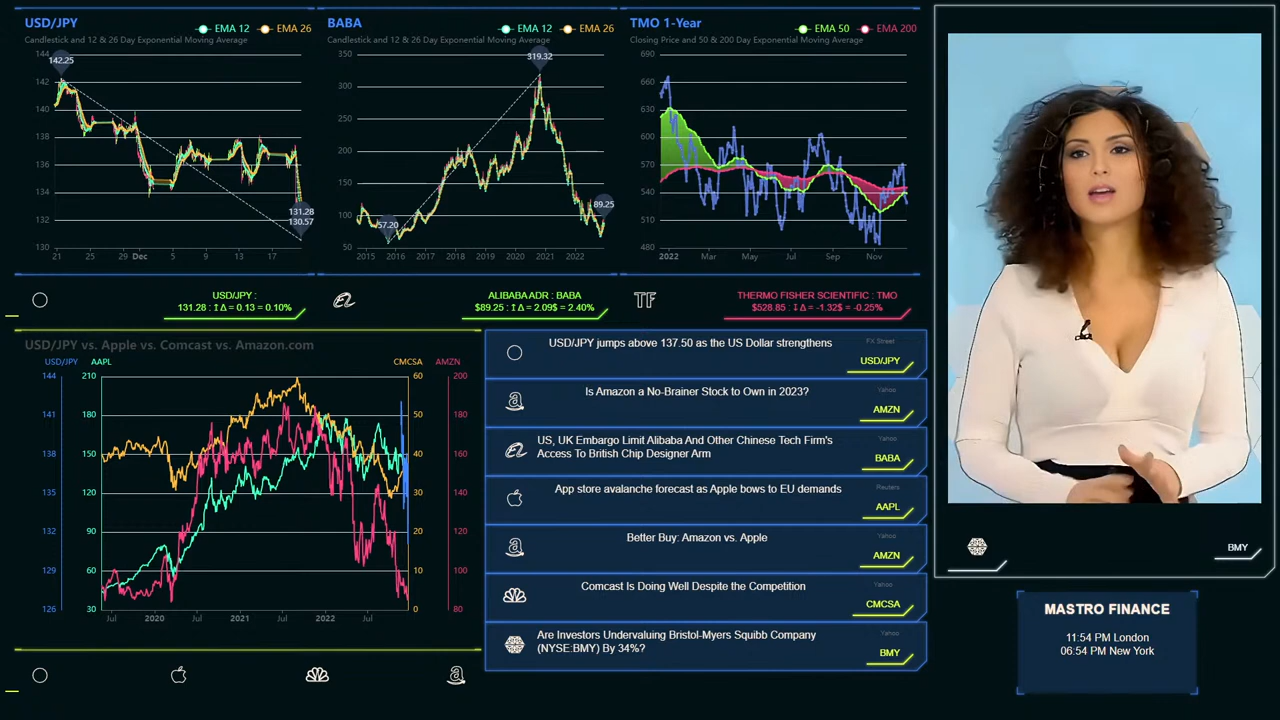 USD/JPY
EMA 12
EMA 26
Candlestick and 12 & 26 Day Exponential Moving Average
144
142
140
138
136
134
132
130
142.25
131.28
130.57
21
25
29
Dec
5
9
13
17
BABA
EMA 12
EMA 26
Candlestick and 12 & 26 Day Exponential Moving Average
350
300
250
200
150
100
50
319.32
57.20
89.25
2015
2016
2017
2018
2019
2020
2021
2022
TMO 1-Year
EMA 50
EMA 200
Closing Price and 50 & 200 Day Exponential Moving Average
690
660
630
600
570
540
510
480
2022
Mar
May
Jul
Sep
Nov
USD/JPY :
131.28 : ↥ Δ = 0.13 = 0.10%
ALIBABA ADR : BABA
$89.25 : ↥ Δ = 2.09$ = 2.40%
TF
THERMO FISHER SCIENTIFIC : TMO
$528.85 : ↧ Δ = -1.32$ = -0.25%
USD/JPY vs. Apple vs. Comcast vs. Amazon.com
USD/JPY
AAPL
CMCSA
AMZN
144
141
138
135
132
129
126
210
180
150
120
90
60
30
60
50
40
30
20
10
0
200
180
160
140
120
100
80
Jul
2020
Jul
2021
Jul
2022
Jul
USD/JPY jumps above 137.50 as the US Dollar strengthens
FX Street
USD/JPY
Is Amazon a No-Brainer Stock to Own in 2023?
Yahoo
AMZN
US, UK Embargo Limit Alibaba And Other Chinese Tech Firm's
Access To British Chip Designer Arm
Yahoo
BABA
App store avalanche forecast as Apple bows to EU demands
Reuters
AAPL
Better Buy: Amazon vs. Apple
Yahoo
AMZN
Comcast Is Doing Well Despite the Competition
Yahoo
CMCSA
Are Investors Undervaluing Bristol-Myers Squibb Company
(NYSE:BMY) By 34%?
Yahoo
BMY
BMY
MASTRO FINANCE
11:54 PM London
06:54 PM New York